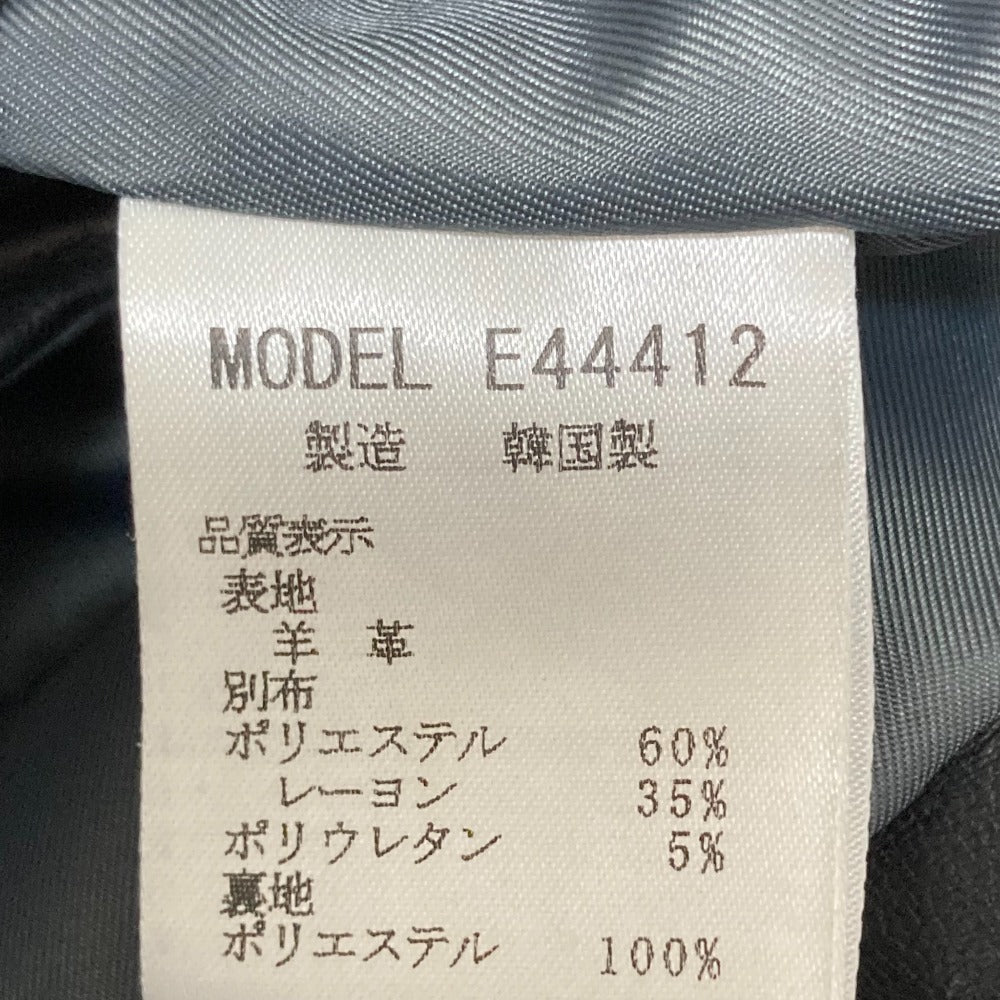 MODEL E44412
製造 韓国製
品質表示
表地
羊 革
別布
ポリエステル 60%
レーヨン 35%
ポリウレタン 5%
裏地
ポリエステル 100%